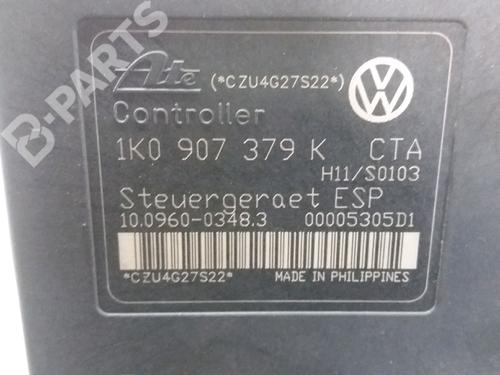 Ate (*CZU4G27S22*)
Controller
1K0 907 379 K CTA
H11/S0103
Steuergeraet ESP
10.0960-0348.3 00005305D1
*CZU4G27S22* MADE IN PHILIPPINES